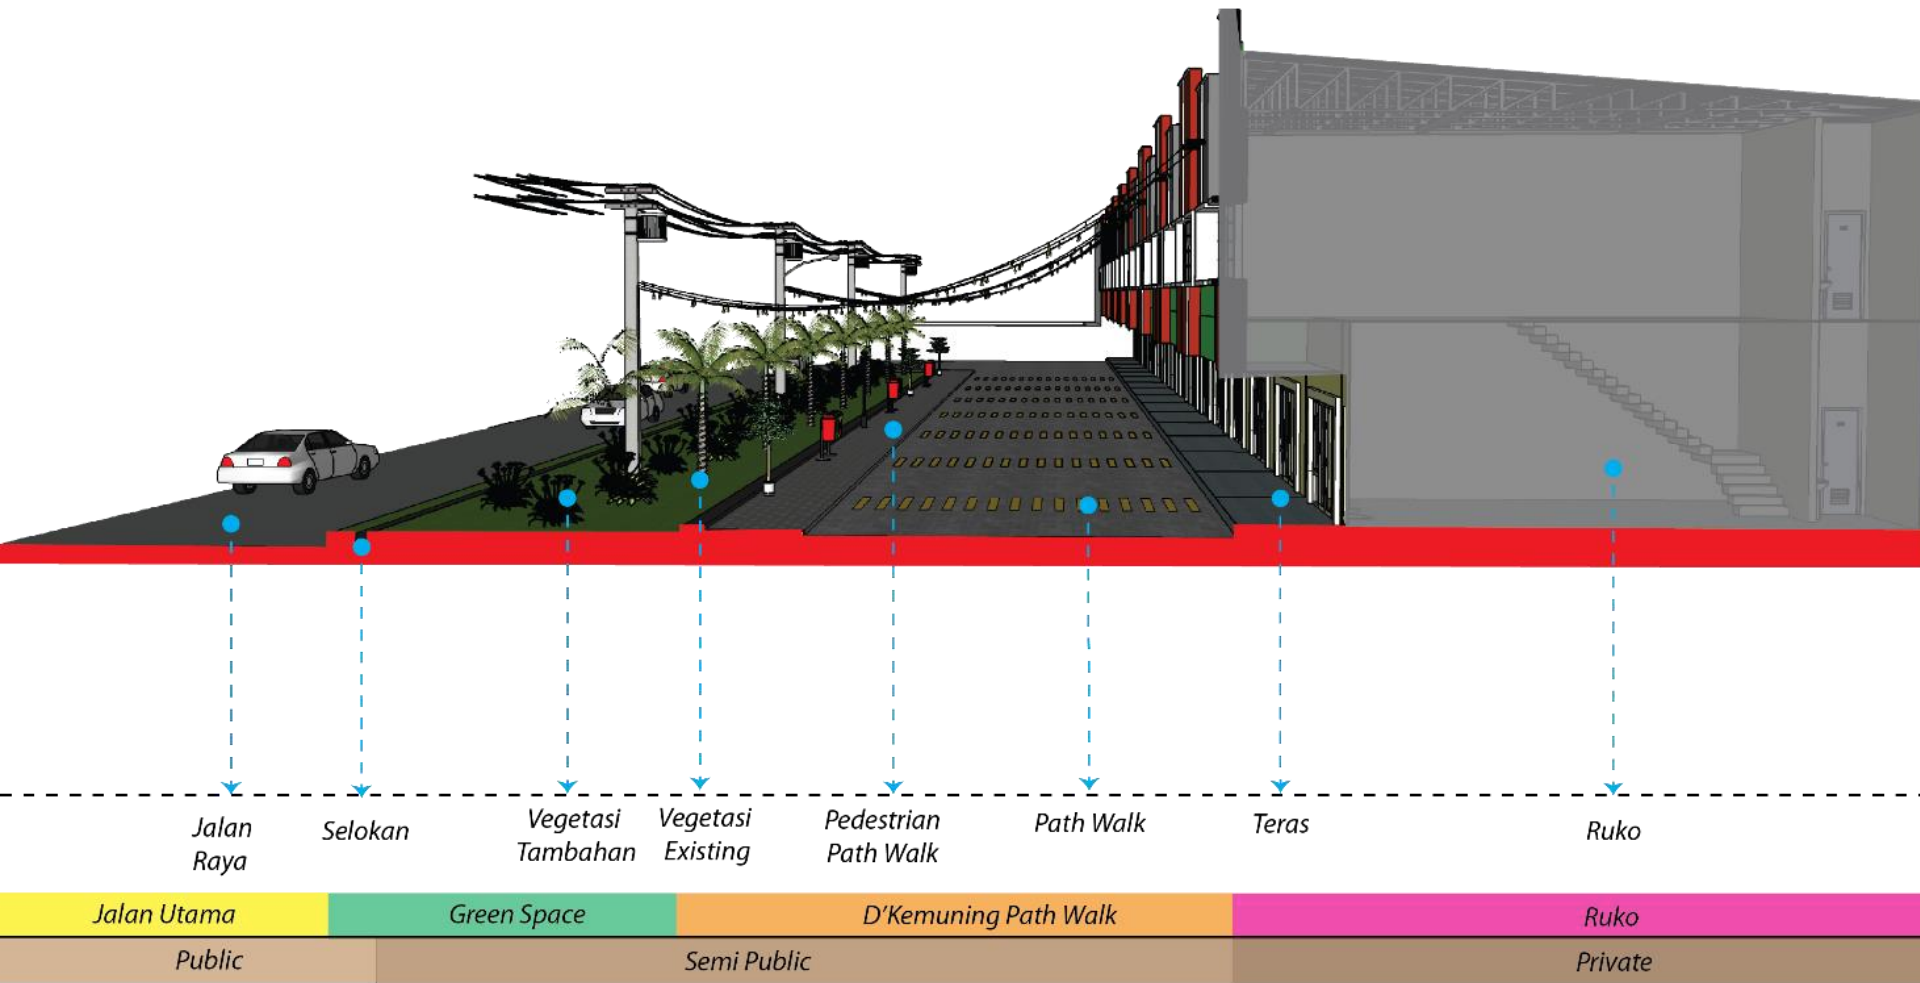 Jalan
Raya
Selokan
Vegetasi
Tambahan
Vegetasi
Existing
Pedestrian
Path Walk
Path Walk
Teras
Ruko
Jalan Utama
Green Space
D'Kemuning Path Walk
Ruko
Public
Semi Public
Private